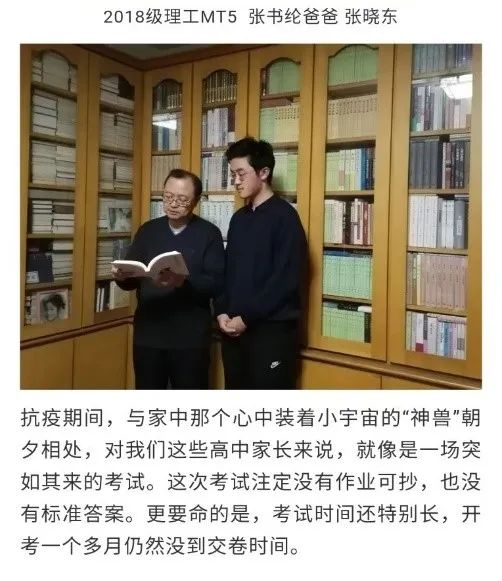 2018级理工MT5 张书纶爸爸 张晓东
抗疫期间，与家中那个心中装着小宇宙的“神兽”朝
夕相处，对我们这些高中家长来说，就像是一场突
如其来的考试。这次考试注定没有作业可抄，也没
有标准答案。更要命的是，考试时间还特别长，开
考一个多月仍然没到交卷时间。